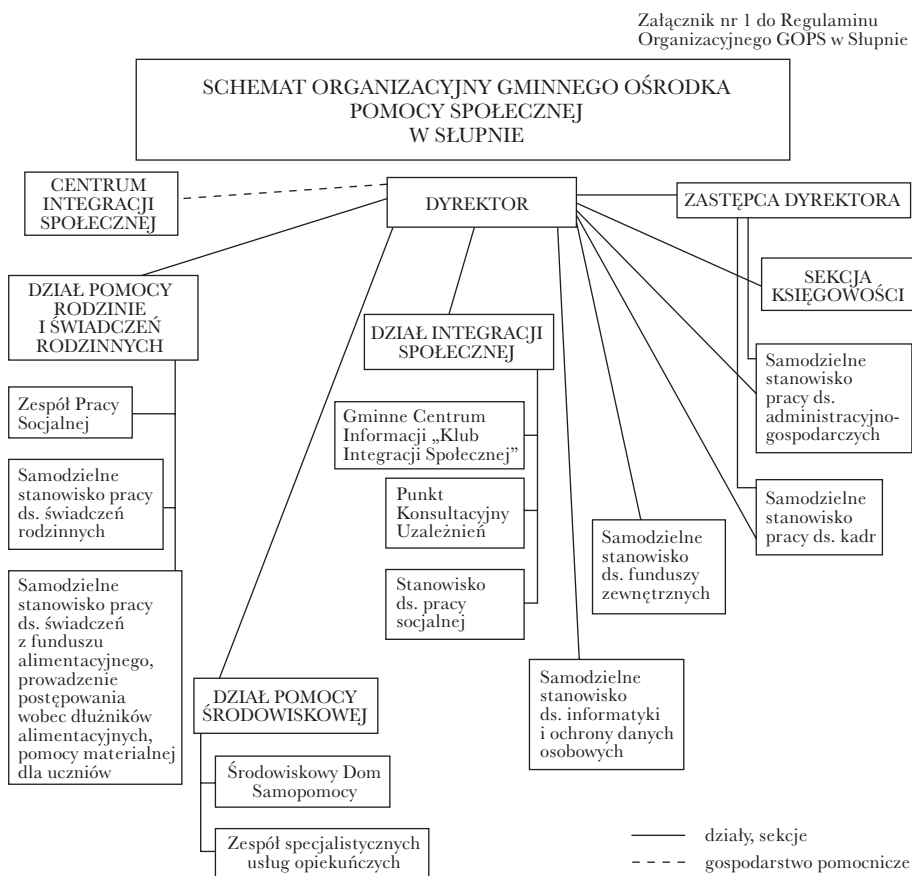 Załącznik nr 1 do Regulaminu
Organizacyjnego GOPS w Słupnie
SCHEMAT ORGANIZACYJNY GMINNEGO OŚRODKA
POMOCY SPOŁECZNEJ
W SŁUPNIE
CENTRUM
INTEGRACJI
SPOŁECZNEJ
DYREKTOR
ZASTĘPCA DYREKTORA
DZIAŁ POMOCY
RODZINIE
I ŚWIADCZEŃ
RODZINNYCH
SEKCJA
KSIĘGOWOŚCI
DZIAŁ INTEGRACJI
SPOŁECZNEJ
Samodzielne
stanowisko
pracy ds.
administracyjno-
gospodarczych
Zespół Pracy
Socjalnej
Gminne Centrum
Informacji „Klub
Integracji Społecznej”
Samodzielne
stanowisko pracy
ds. świadczeń
rodzinnych
Punkt
Konsultacyjny
Uzależnień
Samodzielne
stanowisko
pracy ds. kadr
Samodzielne
stanowisko
ds. funduszy
zewnętrznych
Samodzielne
stanowisko pracy
ds. świadczeń
z funduszu
alimentacyjnego,
prowadzenie
postępowania
wobec dłużników
alimentacyjnych,
pomocy materialnej
dla uczniów
Stanowisko
ds. pracy
socjalnej
DZIAŁ POMOCY
ŚRODOWISKOWEJ
Samodzielne
stanowisko
ds. informatyki
i ochrony danych
osobowych
Środowiskowy Dom
Samopomocy
Zespół specjalistycznych
usług opiekuńczych
działy, sekcje
gospodarstwo pomocnicze